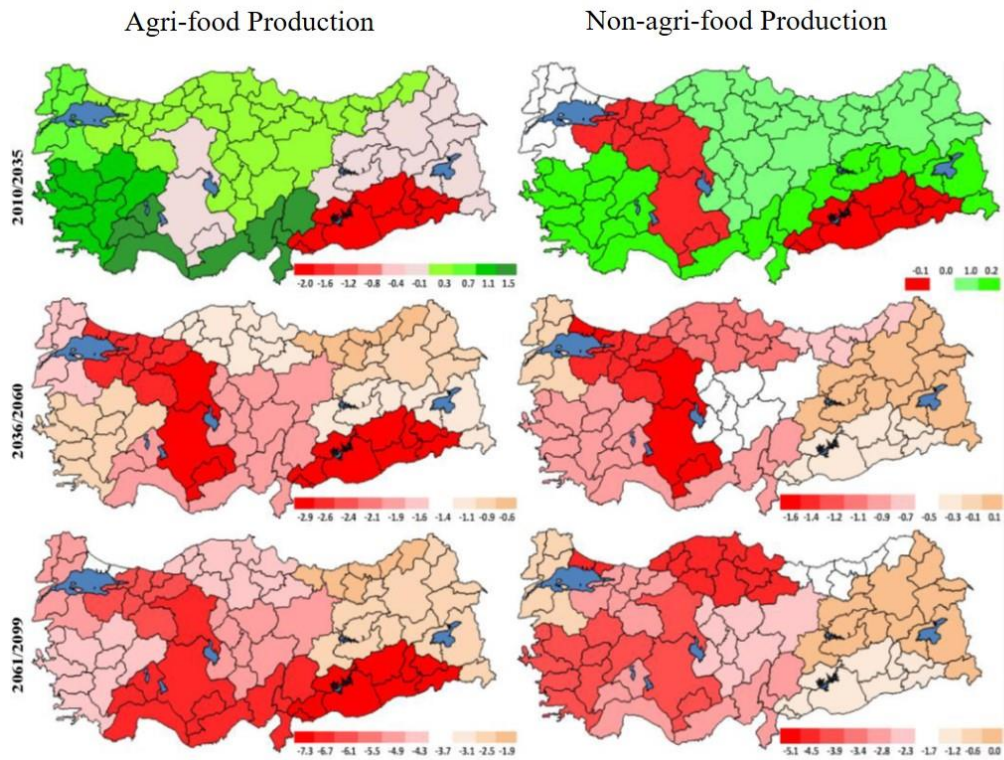 Agri-food Production
Non-agri-food Production
2010/2035
-2.0 -1.6 -1.2 -0.8 -0.4 -0.1 0.3 0.7 1.1 1.5
-0.1 0.0 1.0 0.2
2036/2060
-2.9 -2.6 -2.4 -2.1 -1.9 -1.6 -1.4 -1.1 -0.9 -0.6
-1.6 -1.4 -1.2 -1.1 -0.9 -0.7 -0.5 -0.3 -0.1 0.1
2061/2099
-7.3 -6.7 -6.1 -5.5 -4.9 -4.3 -3.7 -3.1 -2.5 -1.9
-5.1 -4.5 -3.9 -3.4 -2.8 -2.3 -1.7 -1.2 -0.6 0.0